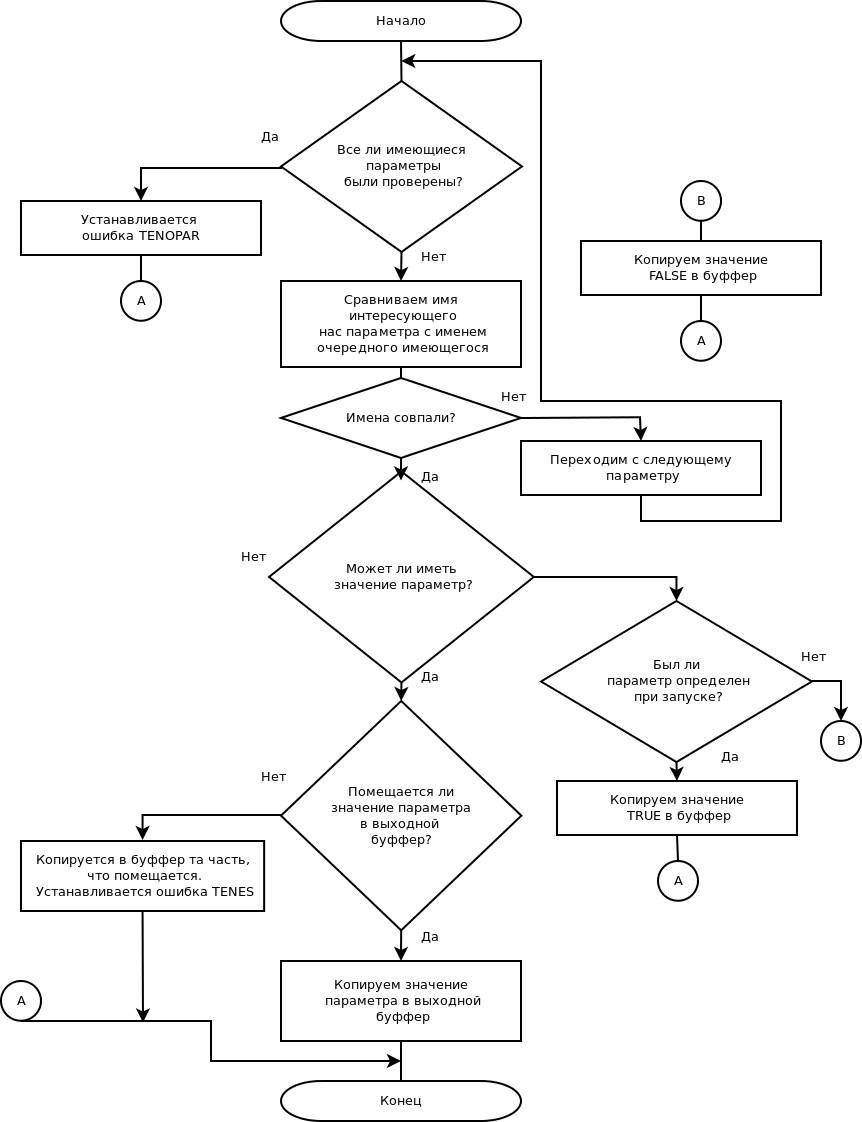 Начало
Да
Все ли имеющиеся
параметры
были проверены?
Устанавливается
ошибка TENOPAR
A
Нет
B
Копируем значение
FALSE в буффер
A
Сравниваем имя
интересующего
нас параметра с именем
очередного имеющегося
Имена совпали?
Нет
Переходим с следующему
параметру
Да
Нет
Может ли иметь
значение параметр?
Да
Был ли
параметр определен
при запуске?
Нет
B
Да
Копируем значение
TRUE в буффер
A
Нет
Помещается ли
значение параметра
в выходной
буффер?
Копируется в буффер та часть,
что помещается.
Устанавливается ошибка TENES
Да
A
Копируем значение
параметра в выходной
буффер
Конец